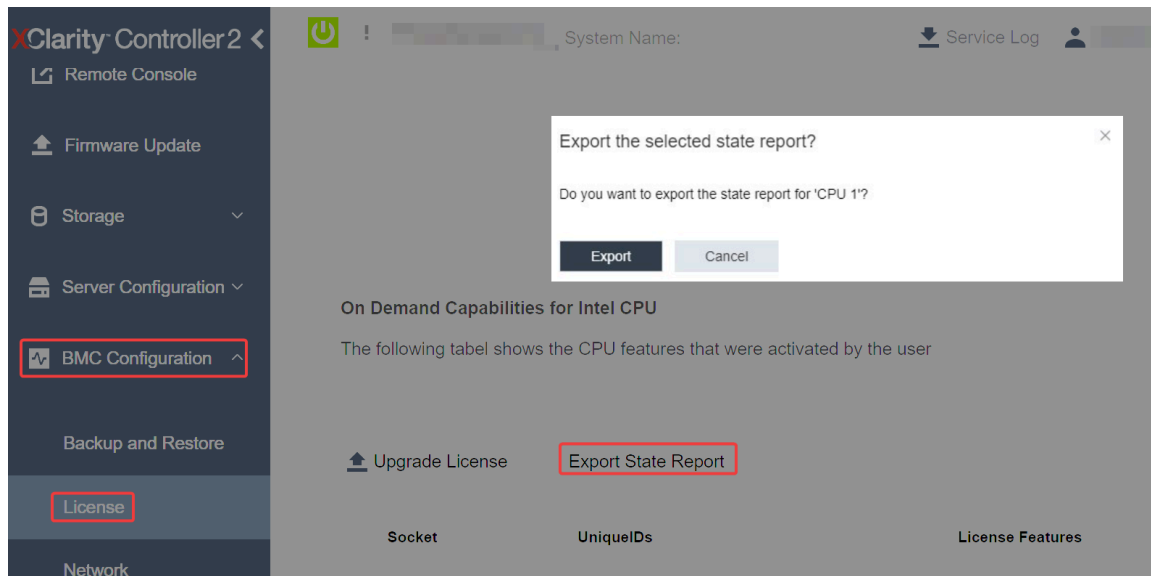 XClarity Controller 2
Remote Console
Firmware Update
Storage
Server Configuration
BMC Configuration
Backup and Restore
License
Network
System Name:
Service Log
Export the selected state report?
Do you want to export the state report for 'CPU 1'?
Export
Cancel
On Demand Capabilities for Intel CPU
The following tabel shows the CPU features that were activated by the user
Upgrade License
Export State Report
Socket UniqueIDs License Features